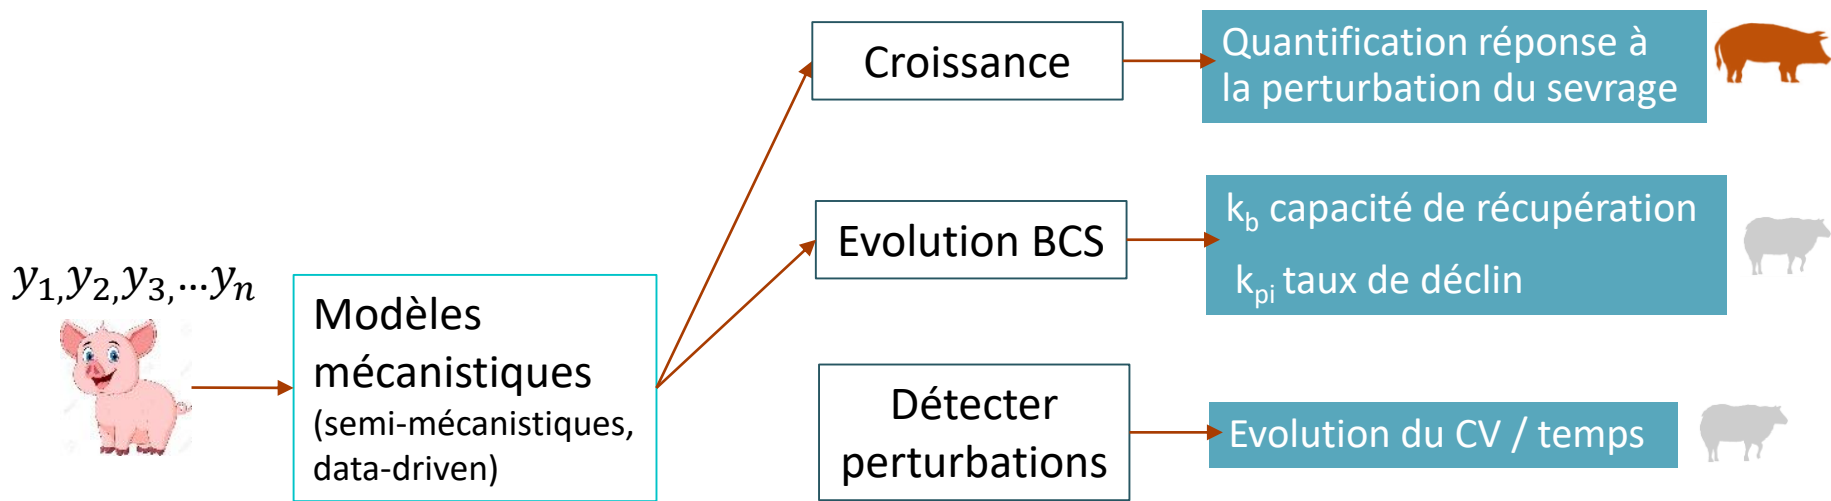 y1,y2,y3,...yn
Modèles
mécanistiques
(semi-mécanistiques,
data-driven)
Croissance
Quantification réponse à
la perturbation du sevrage
Evolution BCS
kb capacité de récupération
kpi taux de déclin
Détecter
perturbations
Evolution du CV / temps